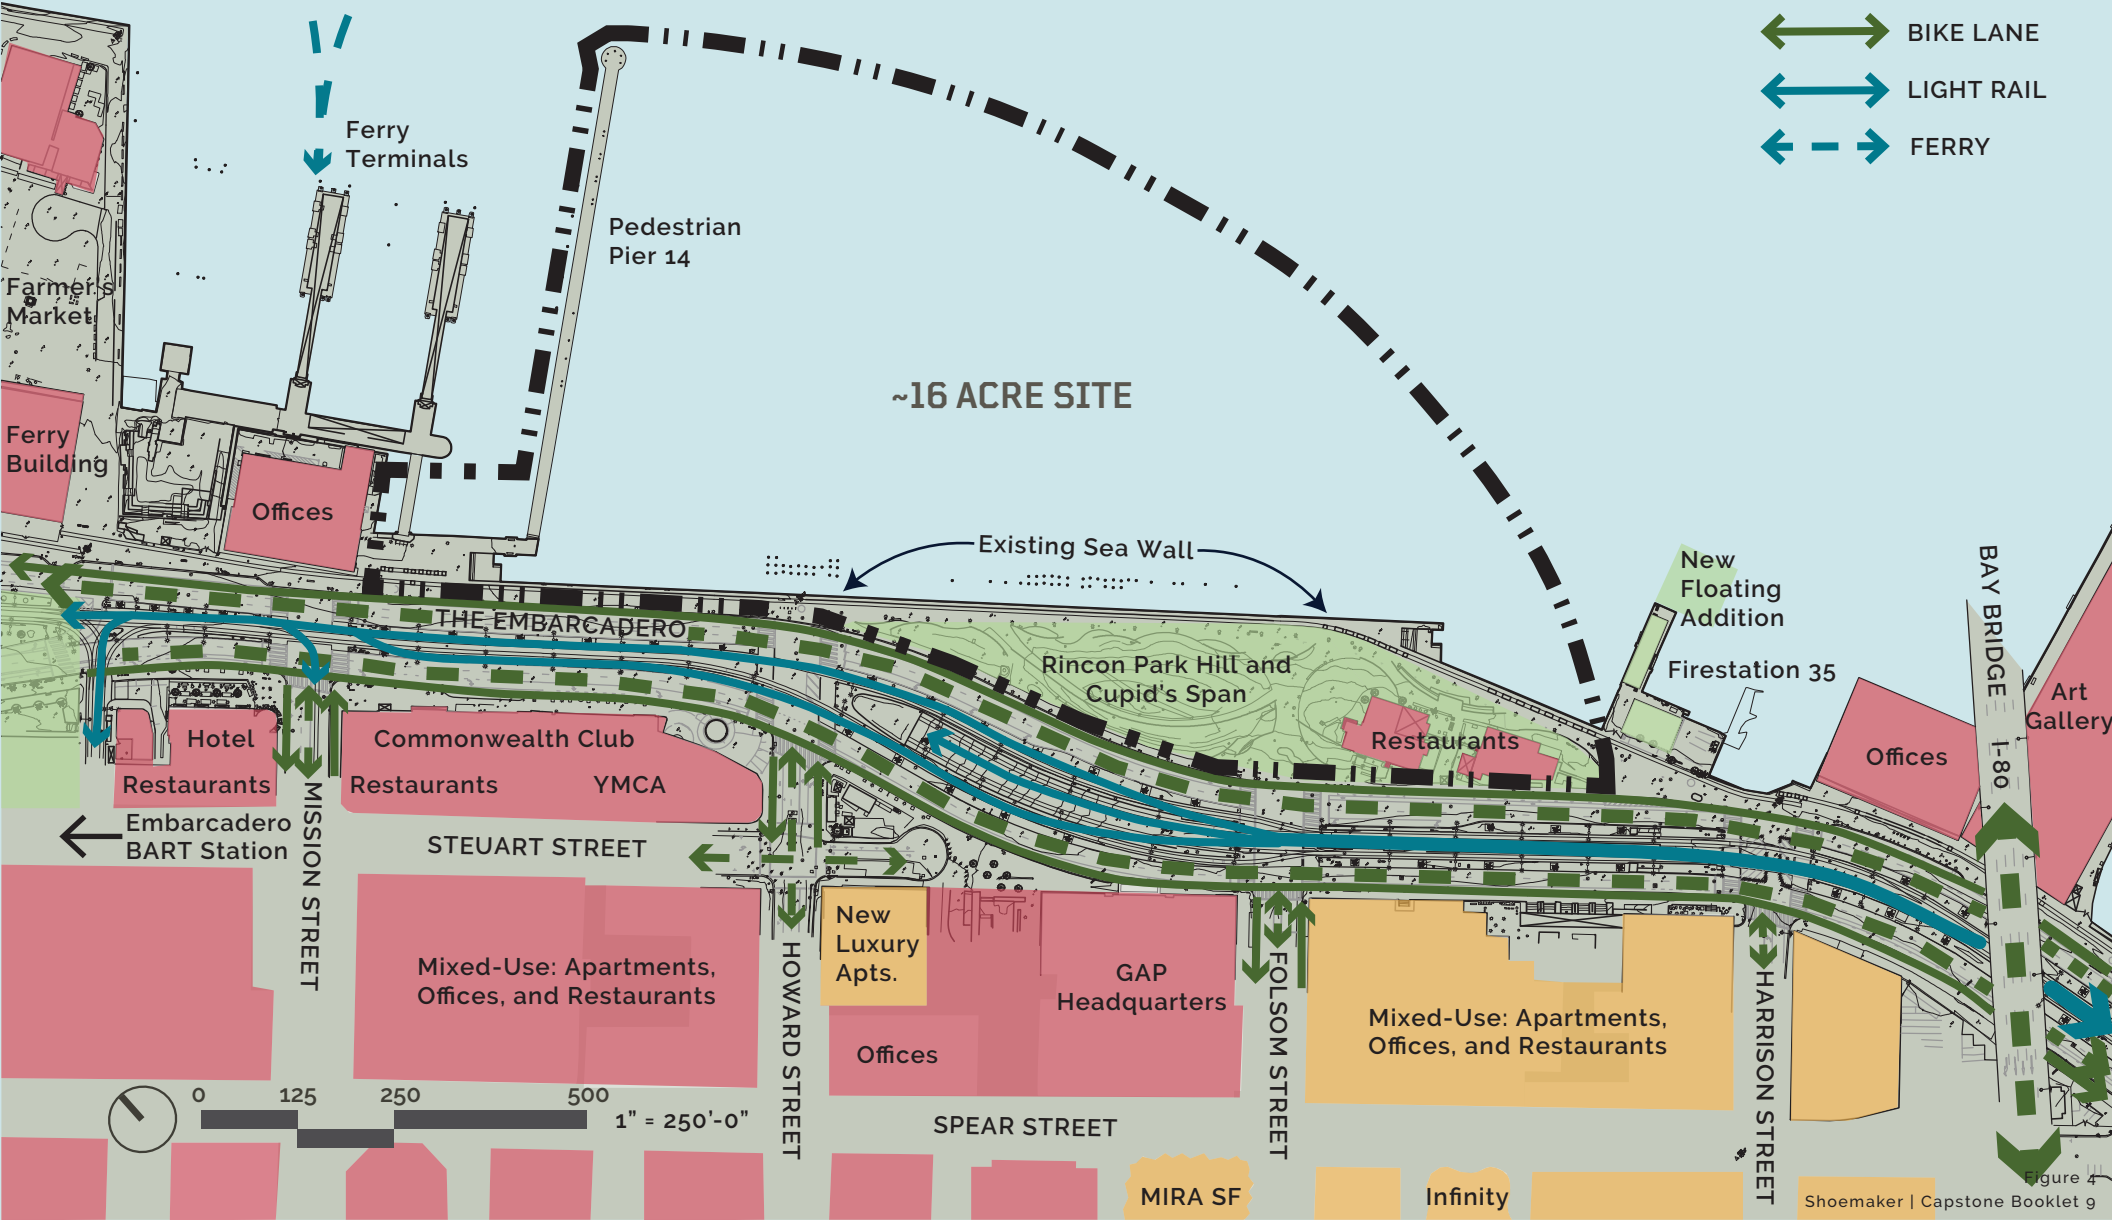 BIKE LANE
LIGHT RAIL
FERRY
Ferry
Terminals
Pedestrian
Pier 14
Farmer's
Market
~16 ACRE SITE
Ferry
Building
Offices
Existing Sea Wall
New
Floating
Addition
BAY BRIDGE I-80
THE EMBARCADERO
Rincon Park Hill and
Cupid's Span
Firestation 35
Art
Gallery
Hotel
Commonwealth Club
Restaurants
Offices
Restaurants
Restaurants
YMCA
Embarcadero
BART Station
MISSION STREET
STEUART STREET
New
Luxury
Apts.
HOWARD STREET
Mixed-Use: Apartments,
Offices, and Restaurants
GAP
Headquarters
FOLSOM STREET
Mixed-Use: Apartments,
Offices, and Restaurants
HARRISON STREET
Offices
0 125 250 500
1” = 250’-0”
SPEAR STREET
MIRA SF
Infinity
Figure 4
Shoemaker | Capstone Booklet 9